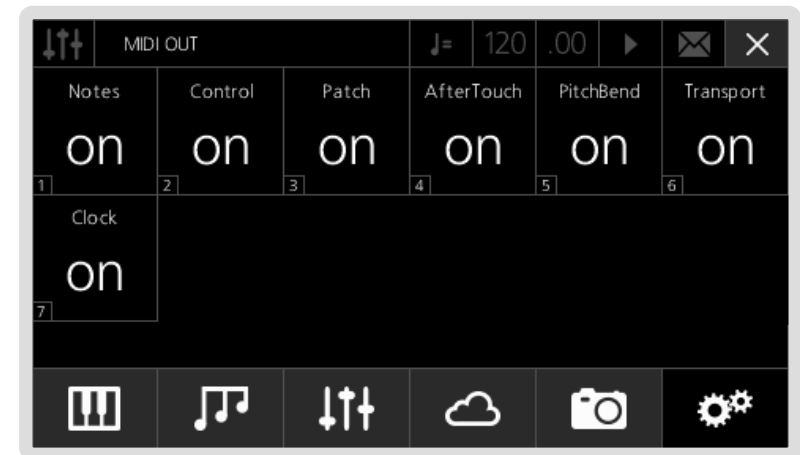 MIDI OUT = 120 .00
Notes Control Patch AfterTouch PitchBend Transport
on on on on on on
1 2 3 4 5 6
Clock
on
7